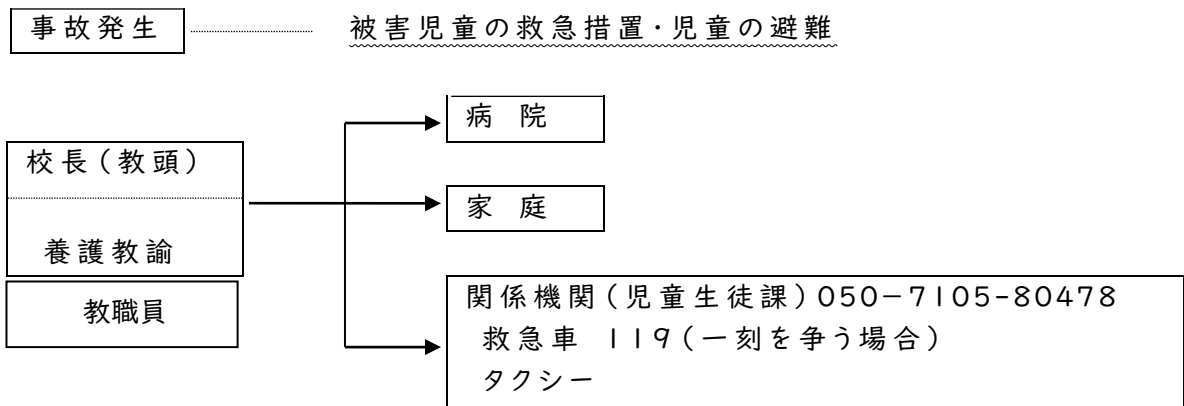 事故発生 被害児童の救急措置・児童の避難
病 院
校長(教頭)
家 庭
養護教諭
教職員
関係機関(児童生徒課)050-7105-80478
救急車 119(一刻を争う場合)
タクシー